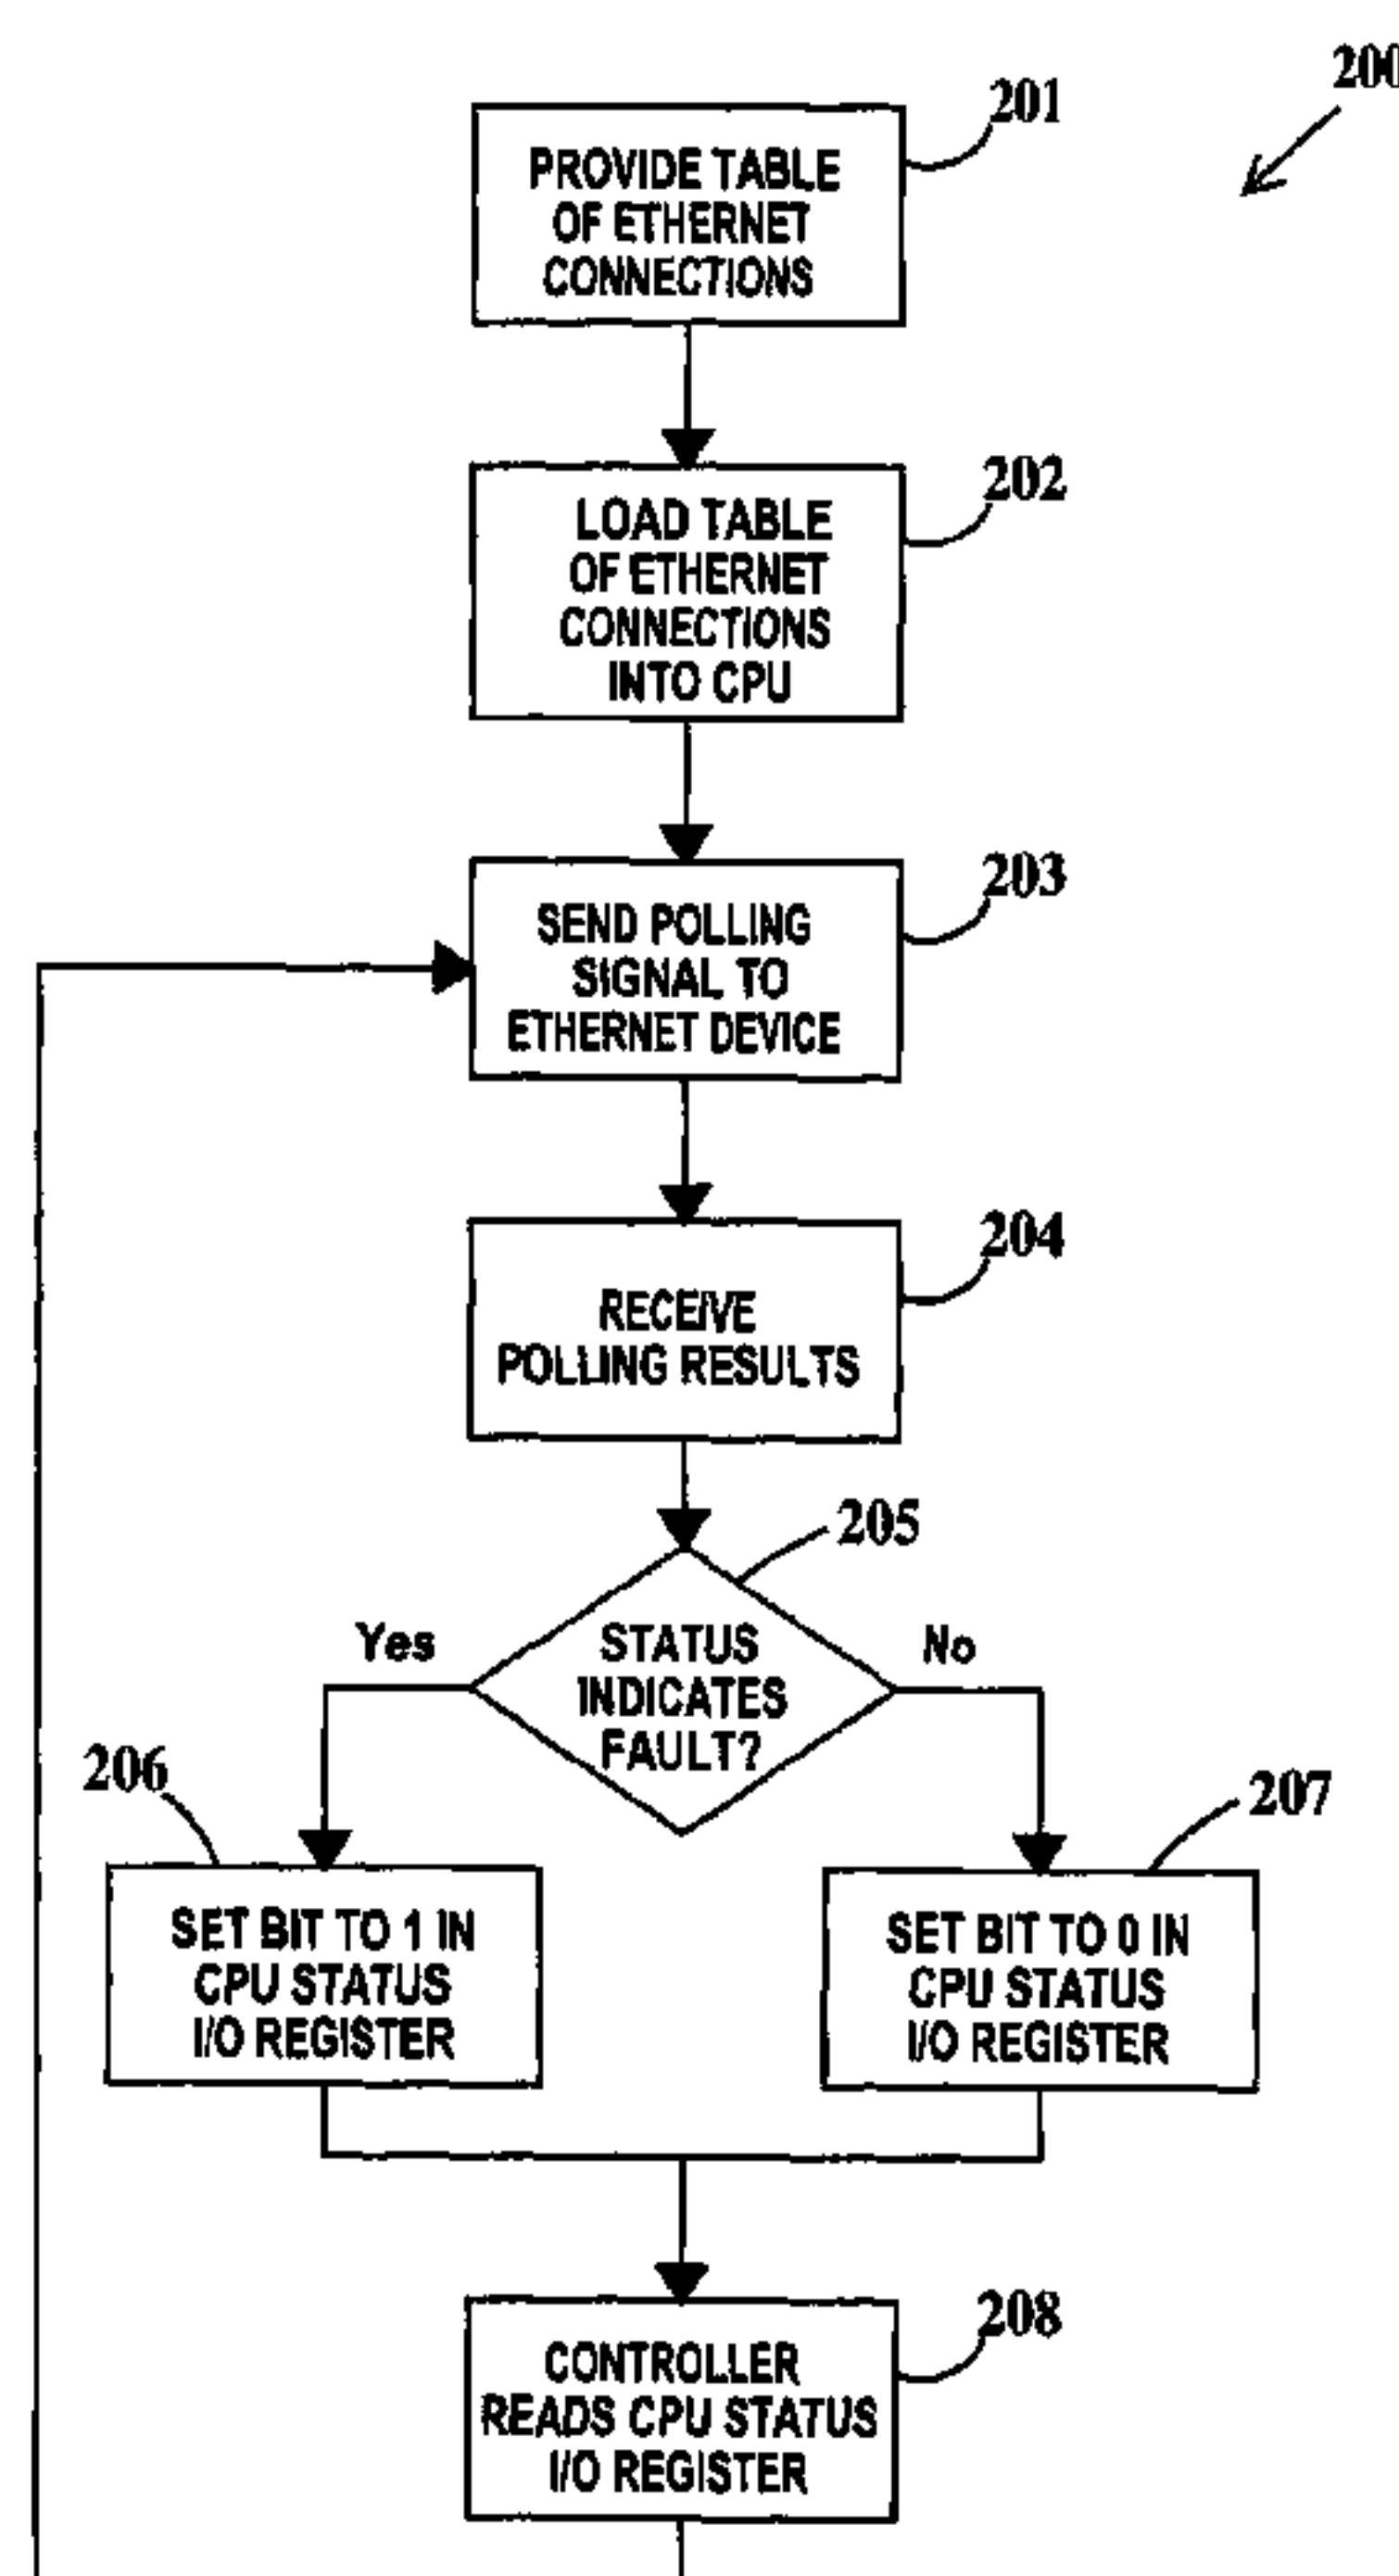 200
201
PROVIDE TABLE
OF ETHERNET
CONNECTIONS
202
LOAD TABLE
OF ETHERNET
CONNECTIONS
INTO CPU
203
SEND POLLING
SIGNAL TO
ETHERNET DEVICE
204
RECEIVE
POLLING RESULTS
205
Yes
No
STATUS
INDICATES
FAULT?
206
207
SET BIT TO 1 IN
CPU STATUS
I/O REGISTER
SET BIT TO 0 IN
CPU STATUS
I/O REGISTER
208
CONTROLLER
READS CPU STATUS
I/O REGISTER